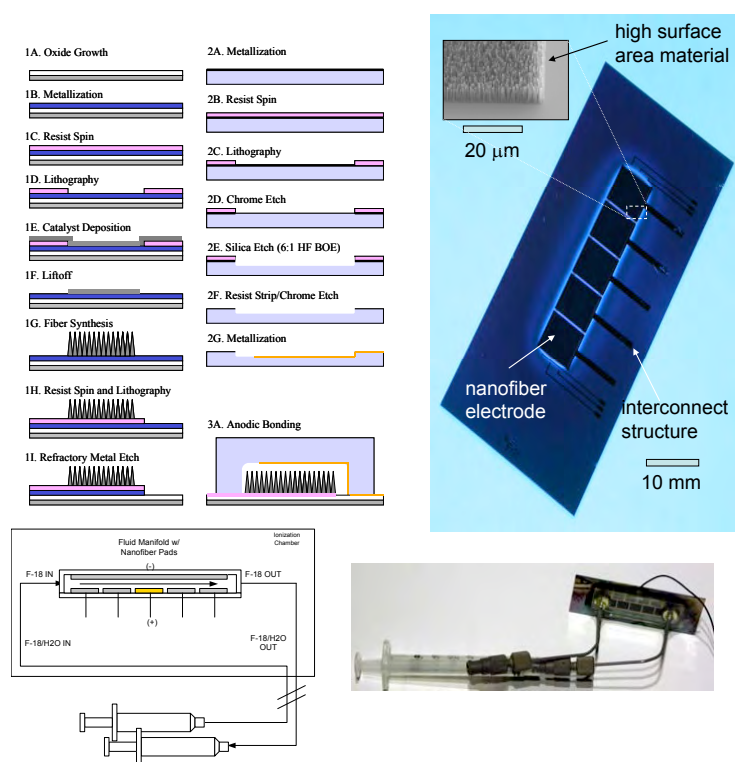 1A. Oxide Growth
1B. Metallization
1C. Resist Spin
1D. Lithography
1E. Catalyst Deposition
1F. Liftoff
1G. Fiber Synthesis
1H. Resist Spin and Lithography
1I. Refractory Metal Etch
2A. Metallization
2B. Resist Spin
2C. Lithography
2D. Chrome Etch
2E. Silica Etch (6:1 HF BOE)
2F. Resist Strip/Chrome Etch
2G. Metallization
3A. Anodic Bonding
high surface
area material
20 μm
nanofiber
electrode
interconnect
structure
10 mm
Ionization
Chamber
Fluid Manifold w/
Nanofiber Pads
(-)
F-18 IN
F-18 OUT
(+)
F-18/H2O IN
F-18/H2O
OUT